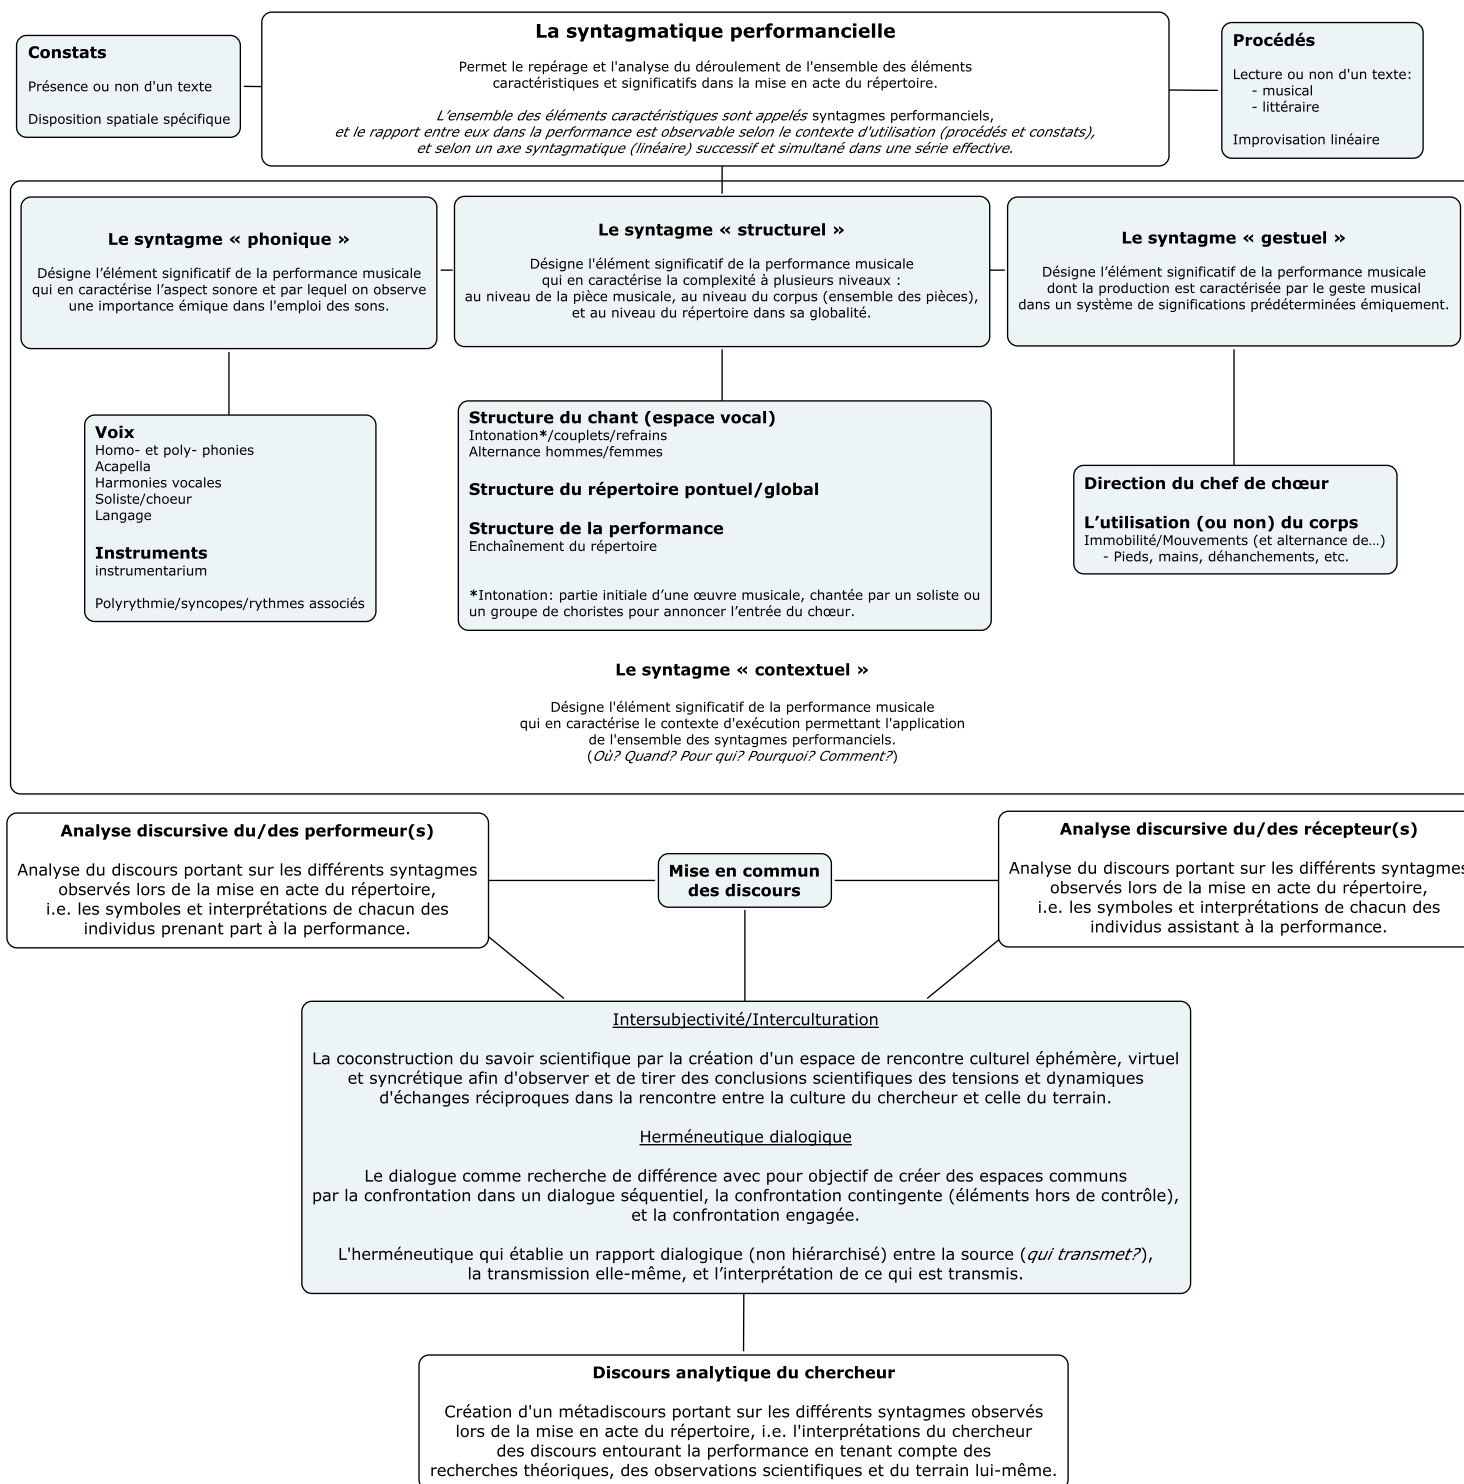 Constats
Présence ou non d'un texte
Disposition spatiale spécifique
La syntagmatique performancielle
Permet le repérage et l'analyse du déroulement de l'ensemble des éléments
caractéristiques et significatifs dans la mise en acte du répertoire.
L’ensemble des éléments caractéristiques sont appelés syntagmes performanciels,
et le rapport entre eux dans la performance est observable selon le contexte d'utilisation (procédés et constats),
et selon un axe syntagmatique (linéaire) successif et simultané dans une série effective.
Procédés
Lecture ou non d'un texte:
- musical
- littéraire
Improvisation linéaire
Le syntagme « phonique »
Désigne l’élément significatif de la performance musicale
qui en caractérise l’aspect sonore et par lequel on observe
une importance émique dans l'emploi des sons.
Le syntagme « structurel »
Désigne l'élément significatif de la performance musicale
qui en caractérise la complexité à plusieurs niveaux :
au niveau de la pièce musicale, au niveau du corpus (ensemble des pièces),
et au niveau du répertoire dans sa globalité.
Le syntagme « gestuel »
Désigne l’élément significatif de la performance musicale
dont la production est caractérisée par le geste musical
dans un système de significations prédéterminées émiquement.
Voix
Homo- et poly- phonies
Acapella
Harmonies vocales
Soliste/choeur
Langage
Instruments
instrumentarium
Polyrythmie/syncopes/rythmes associés
Structure du chant (espace vocal)
Intonation*/couplets/refrains
Alternance hommes/femmes
Structure du répertoire pontuel/global
Structure de la performance
Enchaînement du répertoire
*Intonation: partie initiale d’une œuvre musicale, chantée par un soliste ou
un groupe de choristes pour annoncer l’entrée du chœur.
Direction du chef de chœur
L’utilisation (ou non) du corps
Immobilité/Mouvements (et alternance de…)
- Pieds, mains, déhanchements, etc.
Le syntagme « contextuel »
Désigne l'élément significatif de la performance musicale
qui en caractérise le contexte d'exécution permettant l'application
de l'ensemble des syntagmes performanciels.
(Où? Quand? Pour qui? Pourquoi? Comment?)
Analyse discursive du/des performeur(s)
Analyse du discours portant sur les différents syntagmes
observés lors de la mise en acte du répertoire,
i.e. les symboles et interprétations de chacun des
individus prenant part à la performance.
Mise en commun
des discours
Analyse discursive du/des récepteur(s)
Analyse du discours portant sur les différents syntagmes
observés lors de la mise en acte du répertoire,
i.e. les symboles et interprétations de chacun des
individus assistant à la performance.
Intersubjectivité/Interculturation
La coconstruction du savoir scientifique par la création d'un espace de rencontre culturel éphémère, virtuel
et syncrétique afin d'observer et de tirer des conclusions scientifiques des tensions et dynamiques
d'échanges réciproques dans la rencontre entre la culture du chercheur et celle du terrain.
Herméneutique dialogique
Le dialogue comme recherche de différence avec pour objectif de créer des espaces communs
par la confrontation dans un dialogue séquentiel, la confrontation contingente (éléments hors de contrôle),
et la confrontation engagée.
L'herméneutique qui établie un rapport dialogique (non hiérarchisé) entre la source (qui transmet?),
la transmission elle-même, et l’interprétation de ce qui est transmis.
Discours analytique du chercheur
Création d'un métadiscours portant sur les différents syntagmes observés
lors de la mise en acte du répertoire, i.e. l'interprétations du chercheur
des discours entourant la performance en tenant compte des
recherches théoriques, des observations scientifiques et du terrain lui-même.